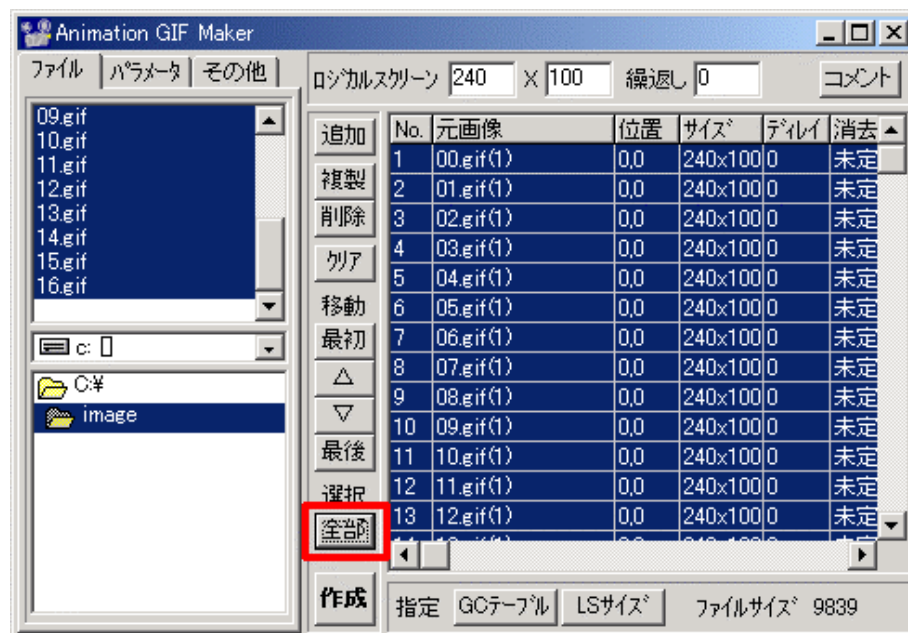 Animation GIF Maker
ファイル パラメータ その他
ロジカルスクリーン 240 X 100 繰返し 0 コメント
09.gif
10.gif
11.gif
12.gif
13.gif
14.gif
15.gif
16.gif
c: []
C:¥
image
追加
複製
削除
クリア
移動
最初
△
▽
最後
選択
全部
作成
No. 元画像 位置 サイズ ディレイ 消去
1 00.gif(1) 0,0 240x100 0 未定
2 01.gif(1) 0,0 240x100 0 未定
3 02.gif(1) 0,0 240x100 0 未定
4 03.gif(1) 0,0 240x100 0 未定
5 04.gif(1) 0,0 240x100 0 未定
6 05.gif(1) 0,0 240x100 0 未定
7 06.gif(1) 0,0 240x100 0 未定
8 07.gif(1) 0,0 240x100 0 未定
9 08.gif(1) 0,0 240x100 0 未定
10 09.gif(1) 0,0 240x100 0 未定
11 10.gif(1) 0,0 240x100 0 未定
12 11.gif(1) 0,0 240x100 0 未定
13 12.gif(1) 0,0 240x100 0 未定
指定 GCテーブル LSサイズ ファイルサイズ 9839